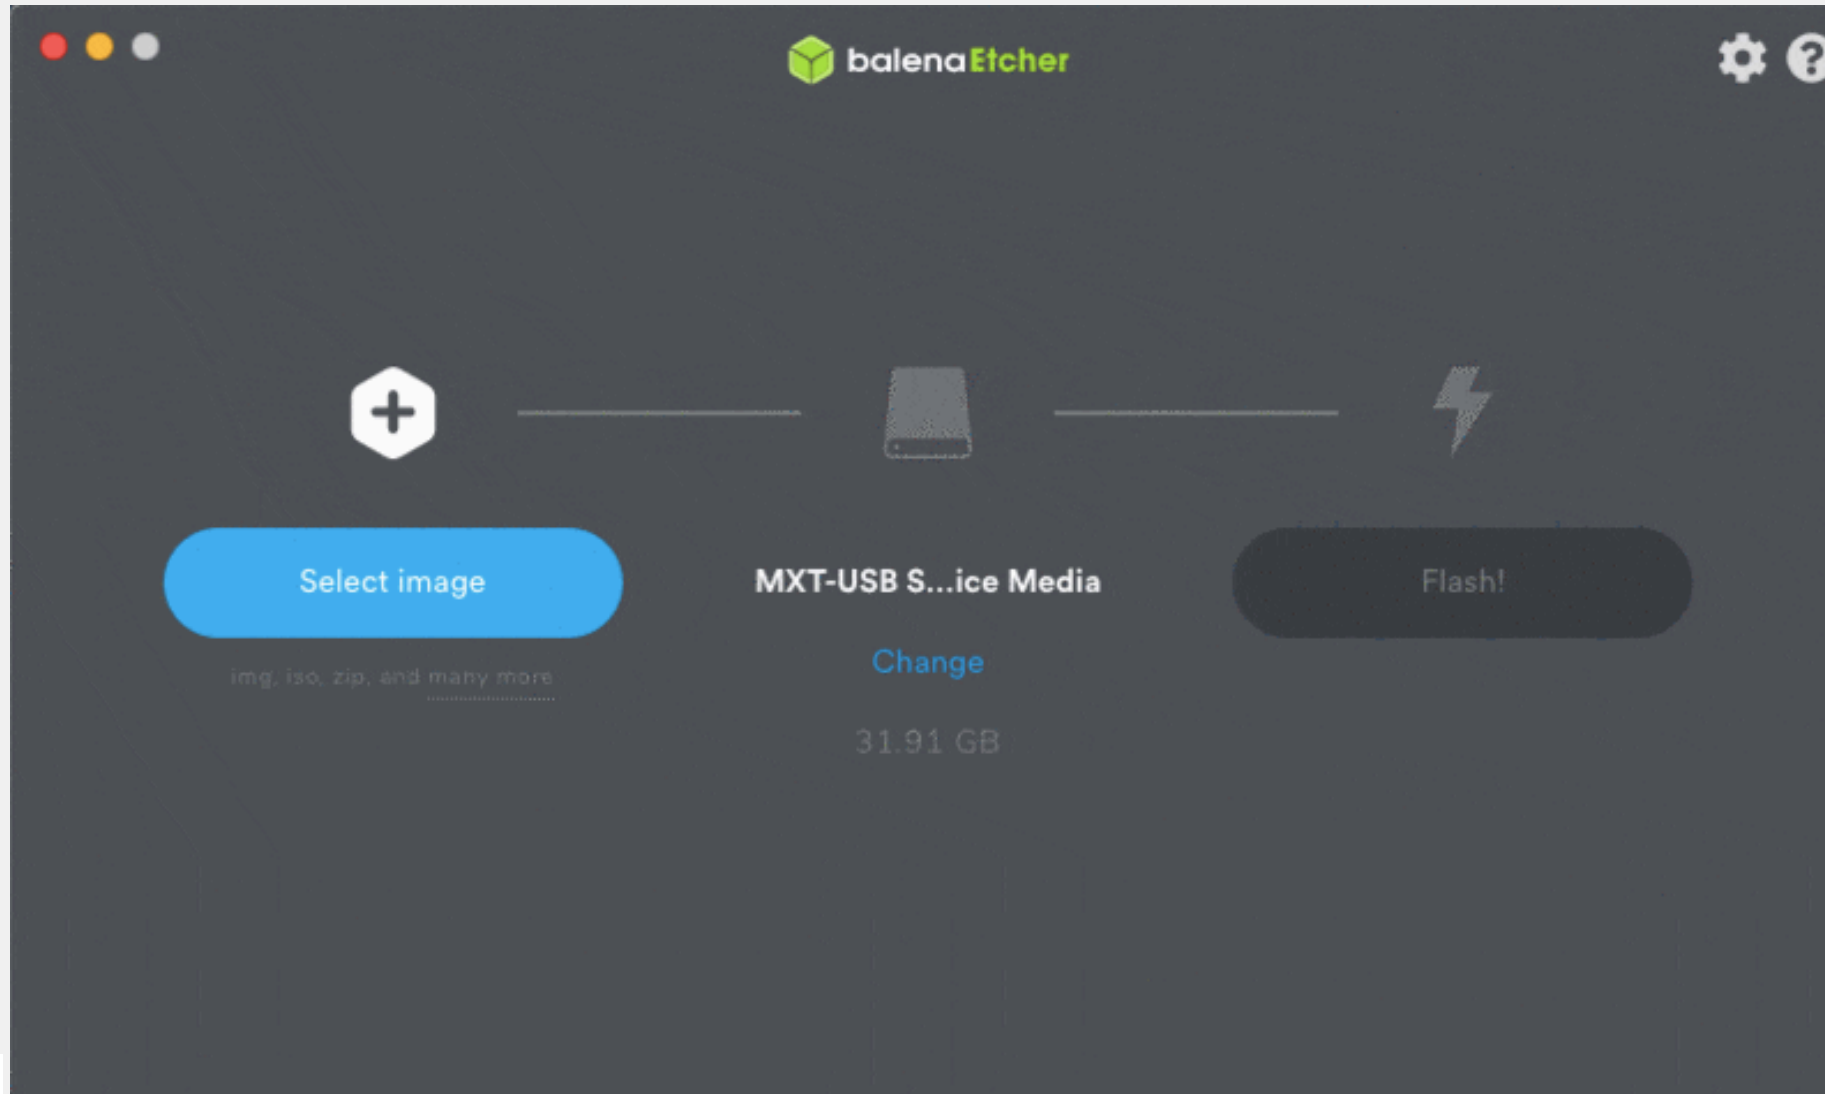 balenaEtcher
Select image
img, iso, zip, and many more
MXT-USB S...ice Media
Change
31.91 GB
Flash!